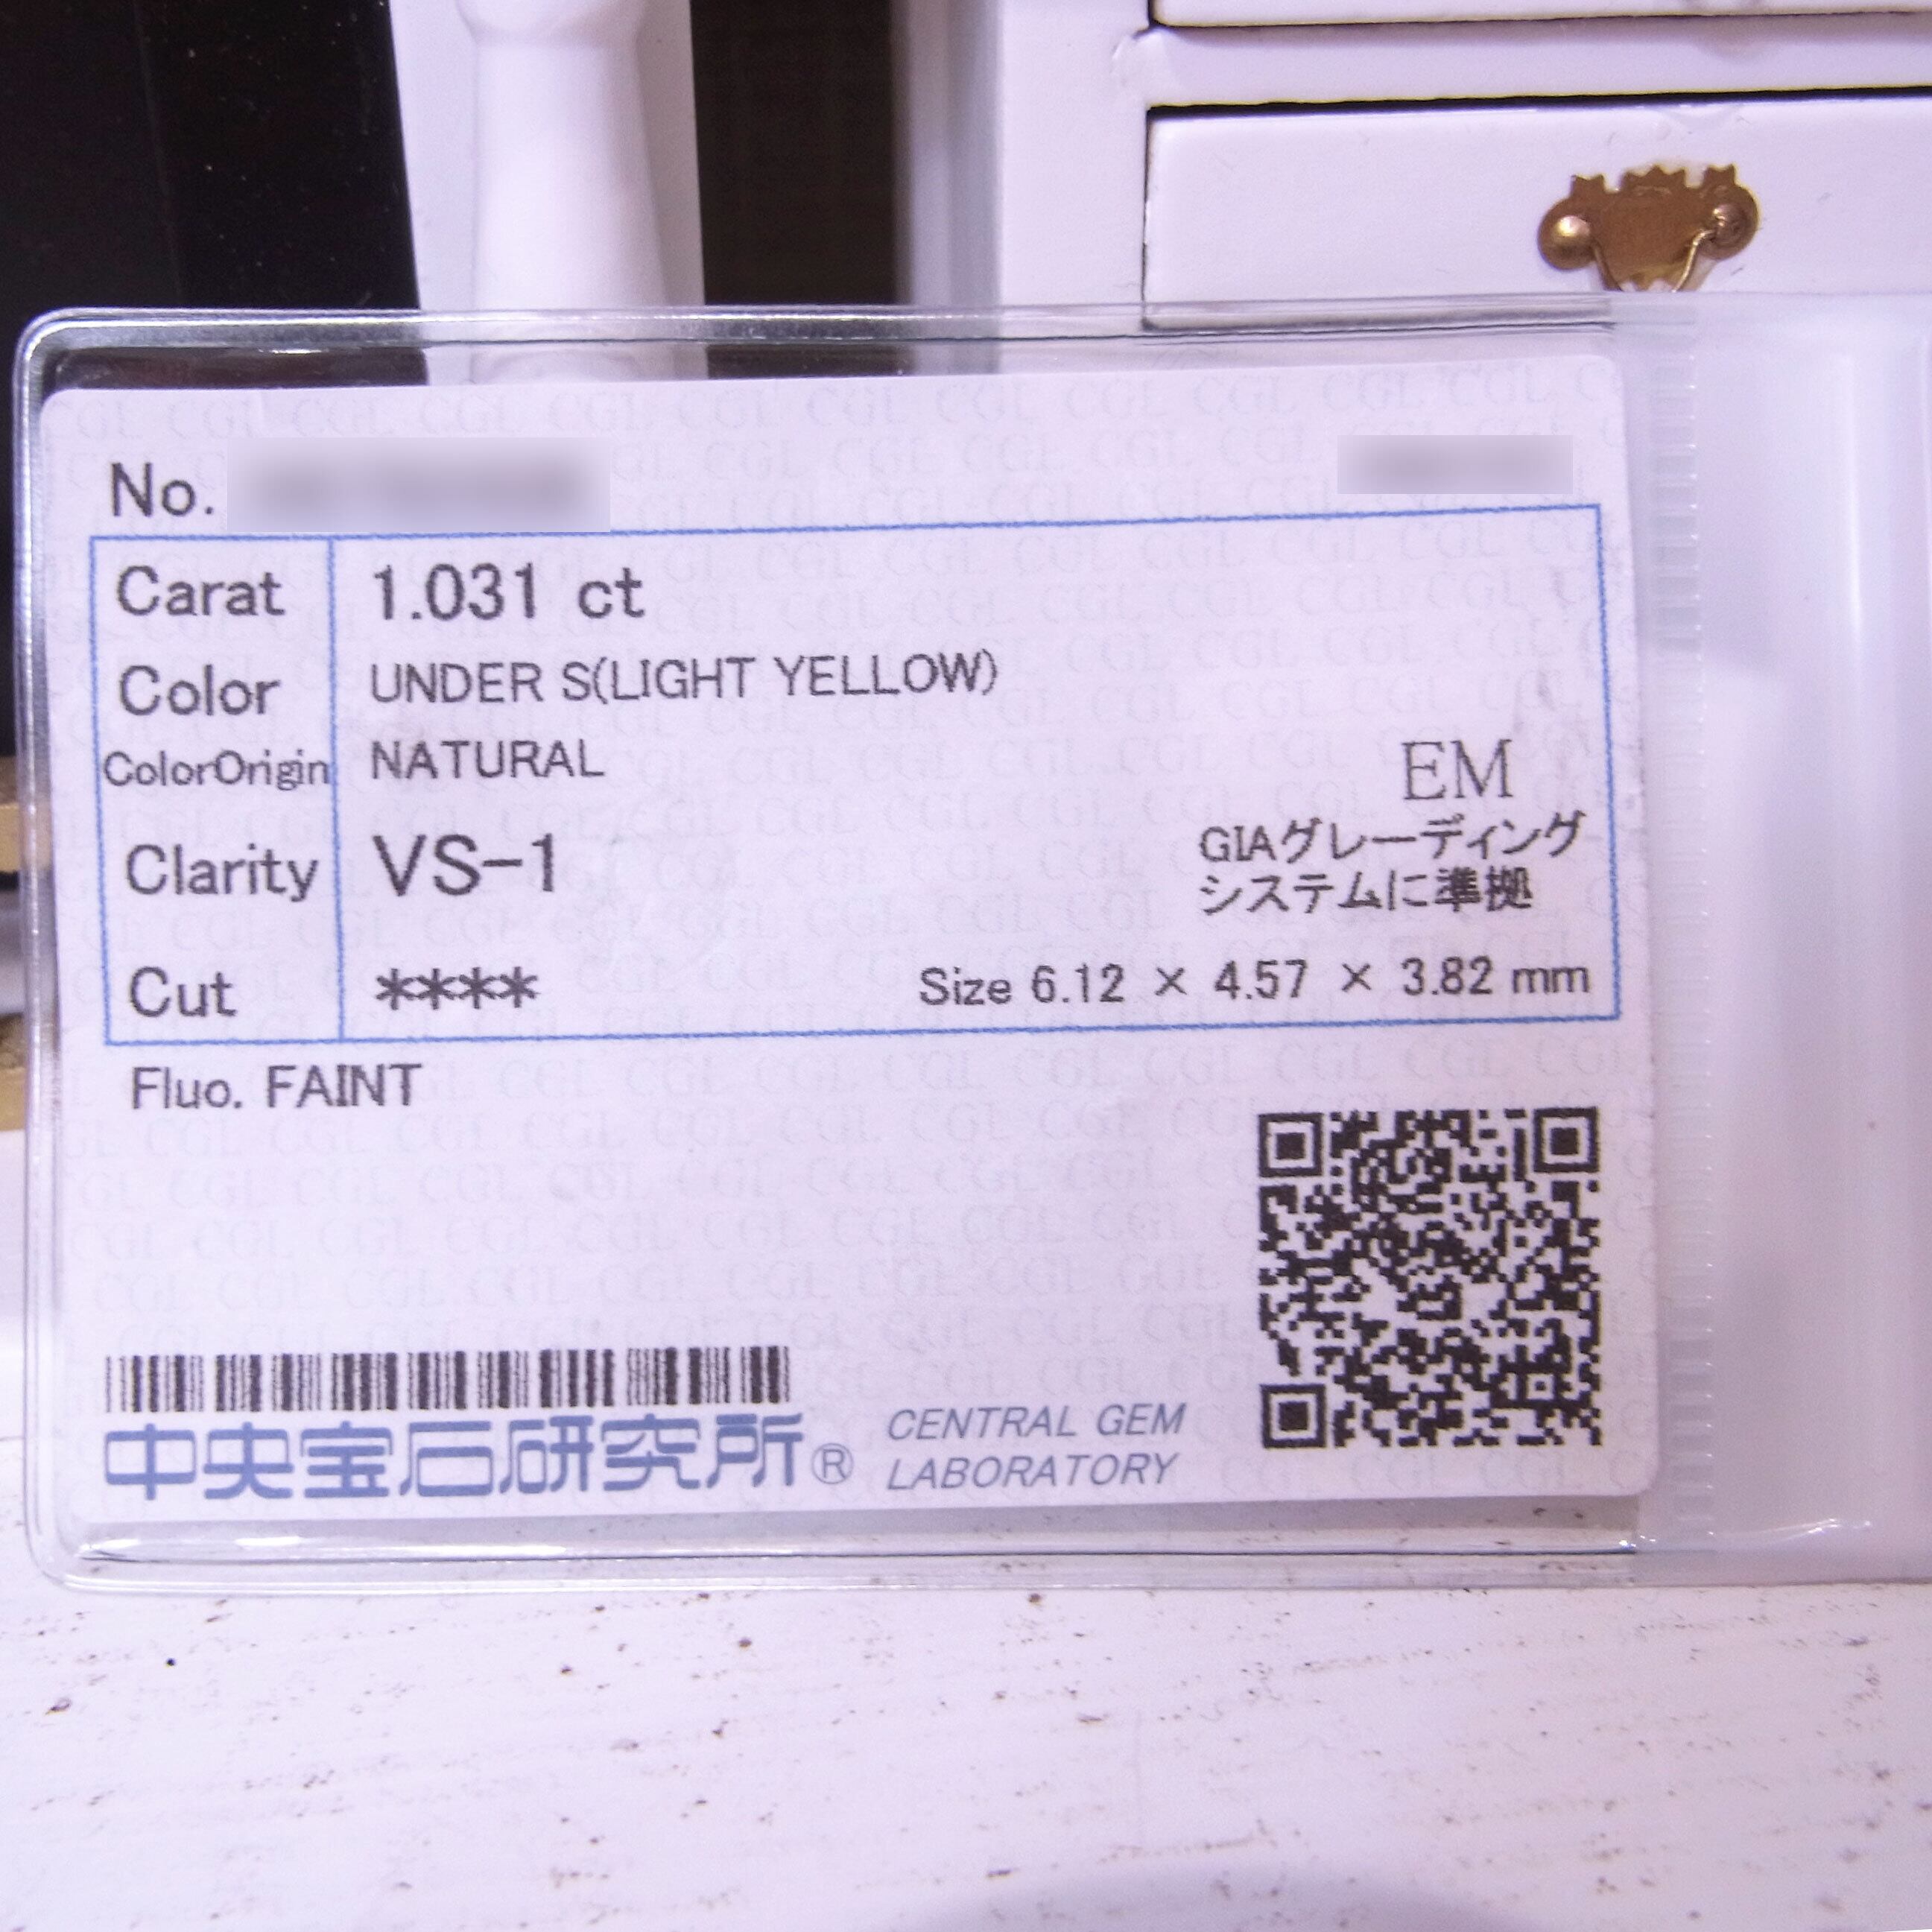 No.
Carat 1.031 ct
Color UNDER S(LIGHT YELLOW)
ColorOrigin NATURAL
EM
Clarity VS-1
GIAグレーディング
システムに準拠
Cut **** Size 6.12 × 4.57 × 3.82 mm
Fluo. FAINT
中央宝石研究所® CENTRAL GEM
LABORATORY